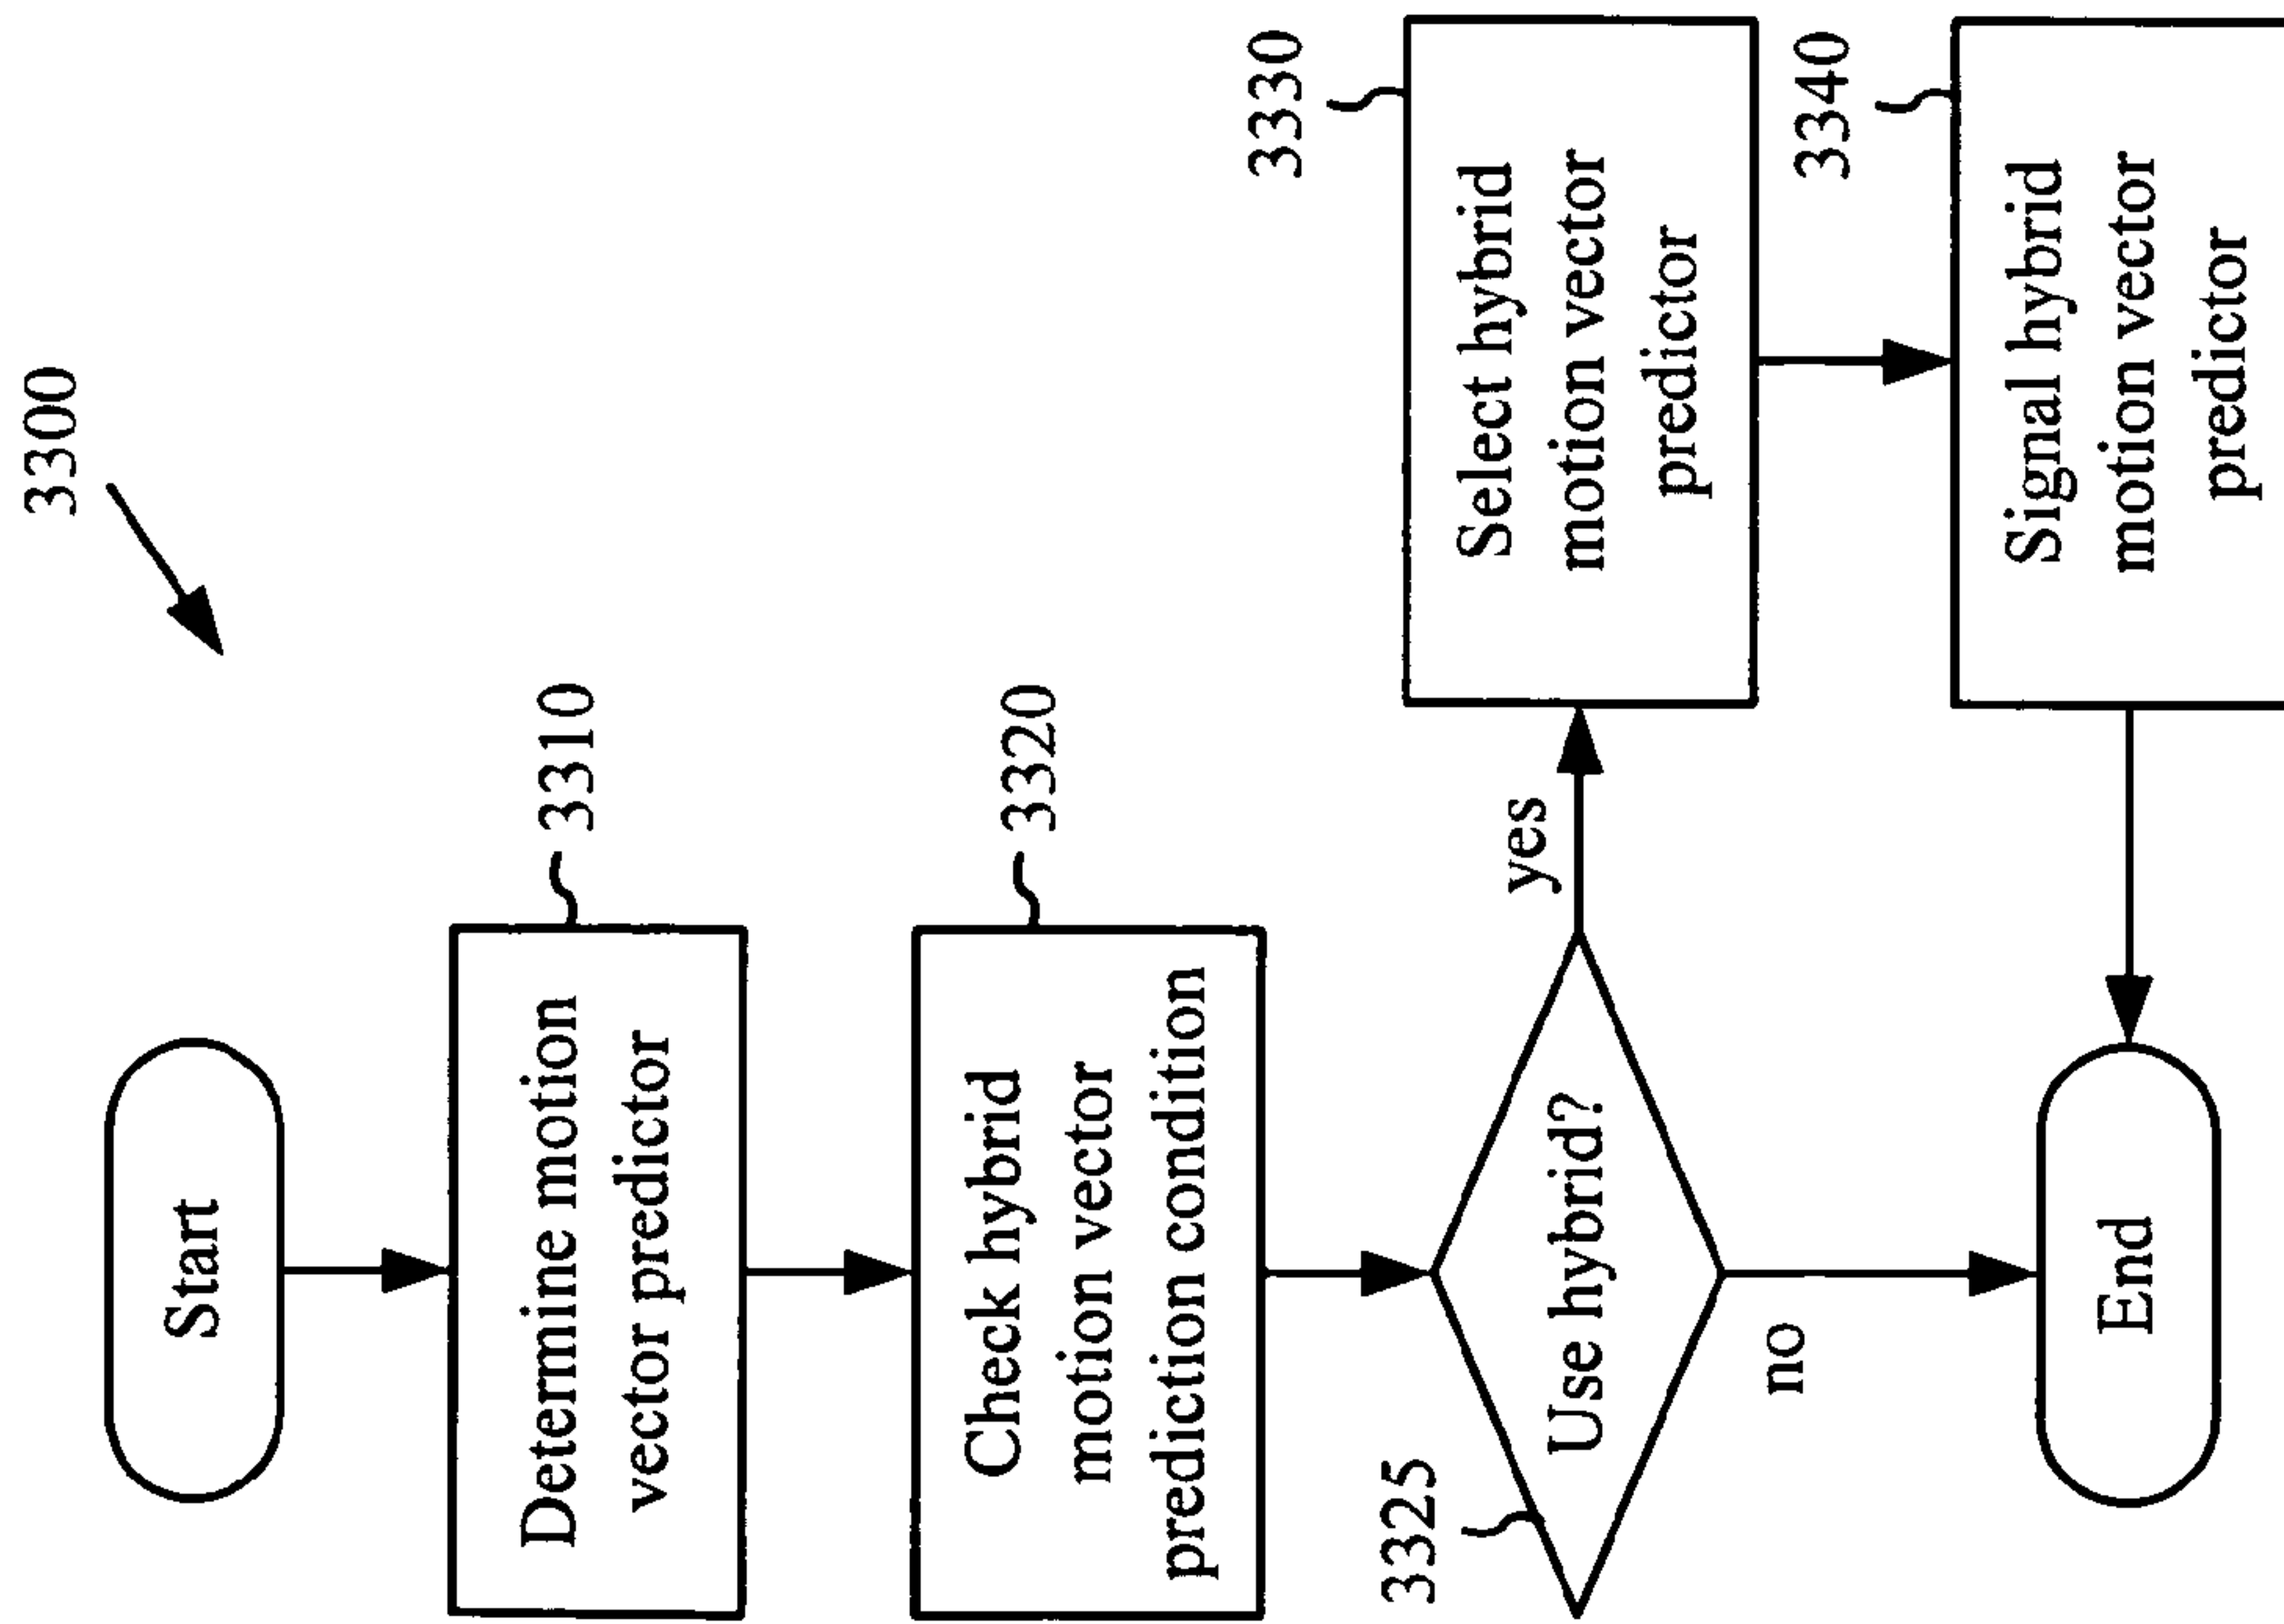 3300
Start
Determine motion
vector predictor
3310
Check hybrid
motion vector
prediction condition
3320
Use hybrid?
3325
yes
no
Select hybrid
motion vector
predictor
3330
Signal hybrid
motion vector
predictor
3340
End